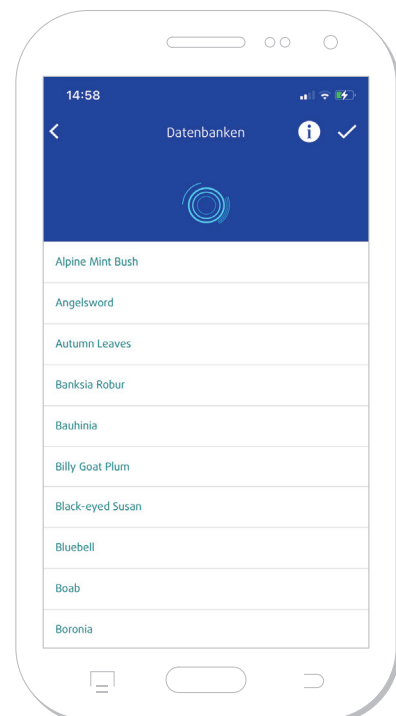 14:58
Datenbanken
i
Alpine Mint Bush
Angelsword
Autumn Leaves
Banksia Robur
Bauhinia
Billy Goat Plum
Black-eyed Susan
Bluebell
Boab
Boronia